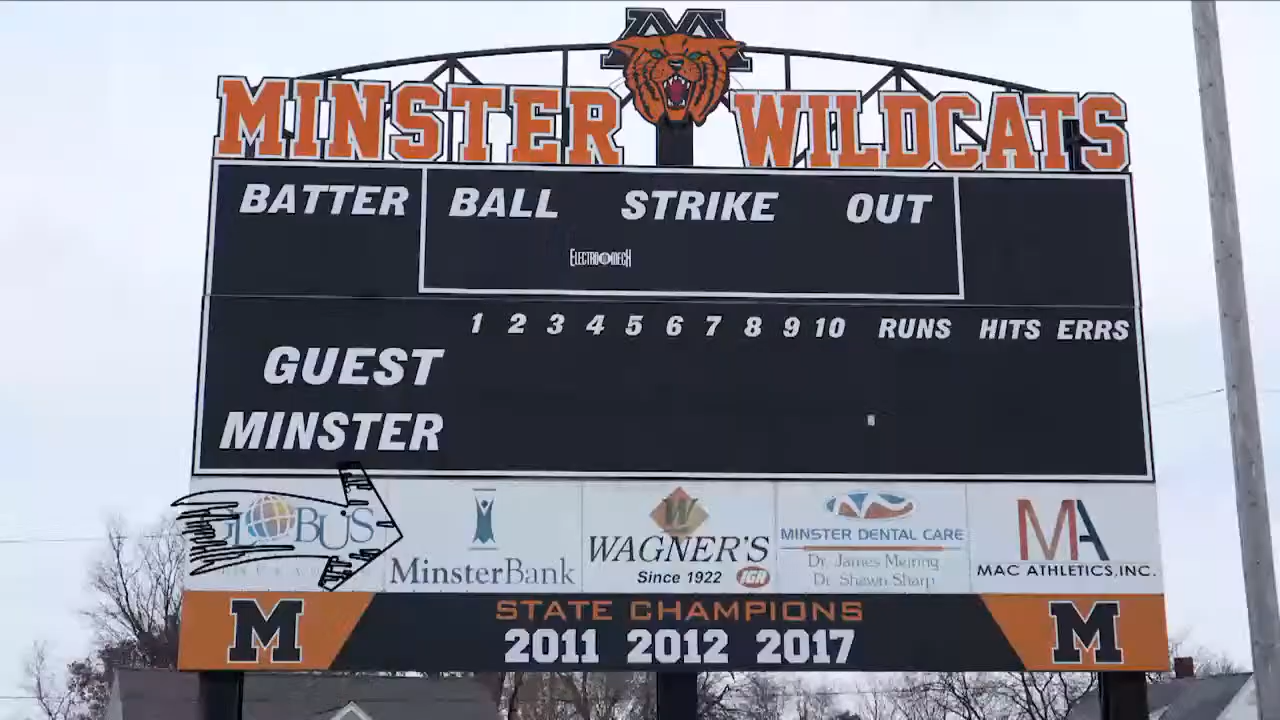 M
MINSTER WILDCATS
BATTER BALL STRIKE OUT
ELECTRO MECH
1 2 3 4 5 6 7 8 9 10 RUNS HITS ERRS
GUEST
MINSTER
GLOBUS
MinsterBank
W
WAGNER'S
Since 1922 IGA
MINSTER DENTAL CARE
Dr. James Meiring
Dr. Shawn Sharp
MA
MAC ATHLETICS, INC.
M STATE CHAMPIONS M
2011 2012 2017